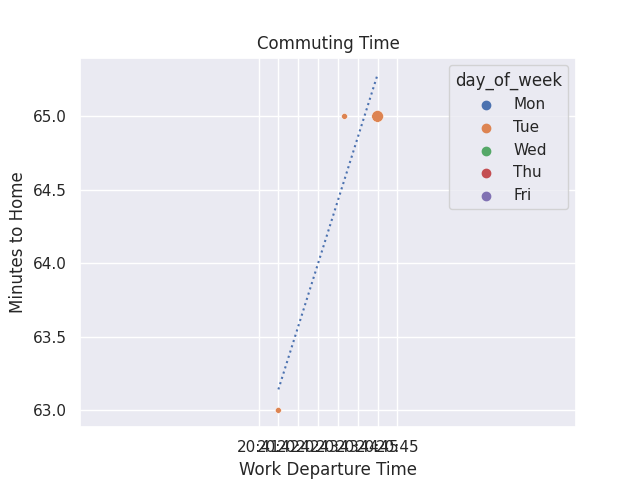 Commuting Time
day_of_week
Mon
Tue
Wed
Thu
Fri
65.0
64.5
64.0
63.5
63.0
Minutes to Home
Work Departure Time